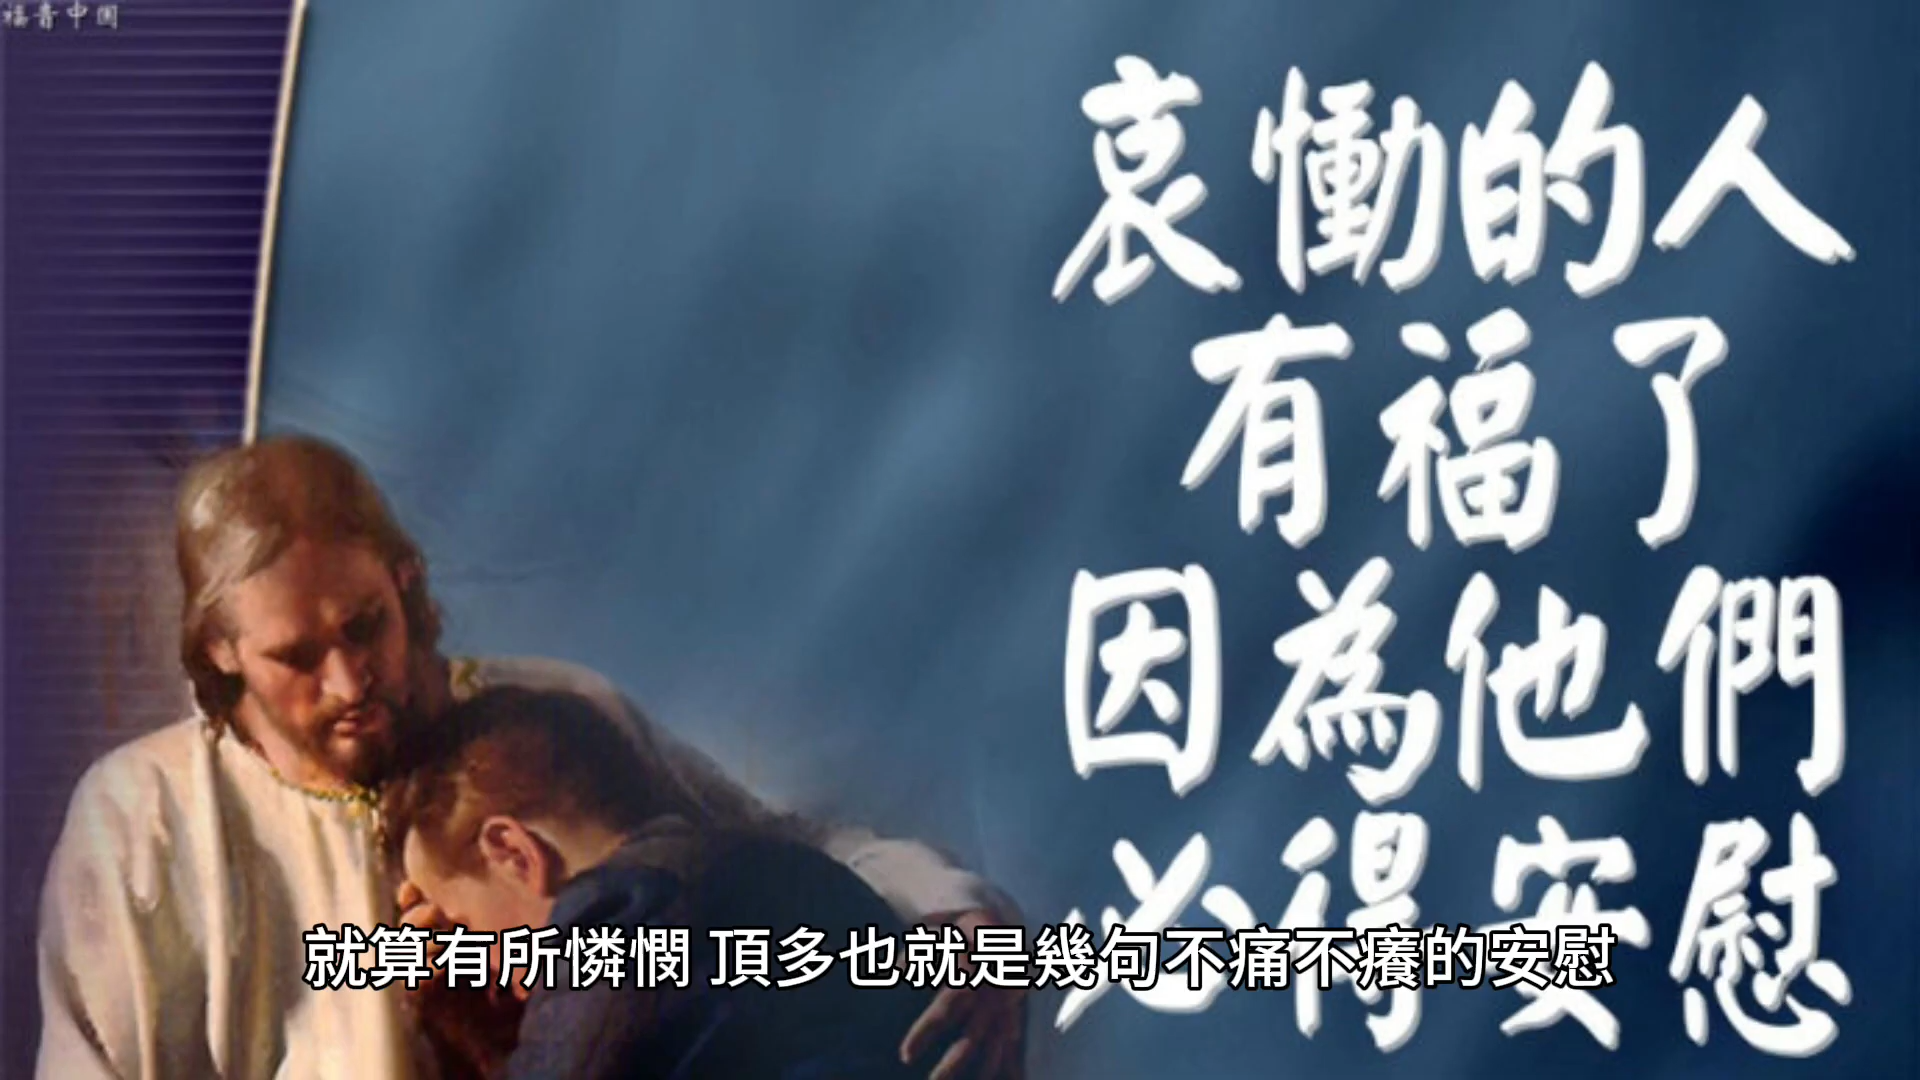 福音中国
哀慟的人
有福了
因為他們
必得安慰
就算有所憐憫 頂多也就是幾句不痛不癢的安慰